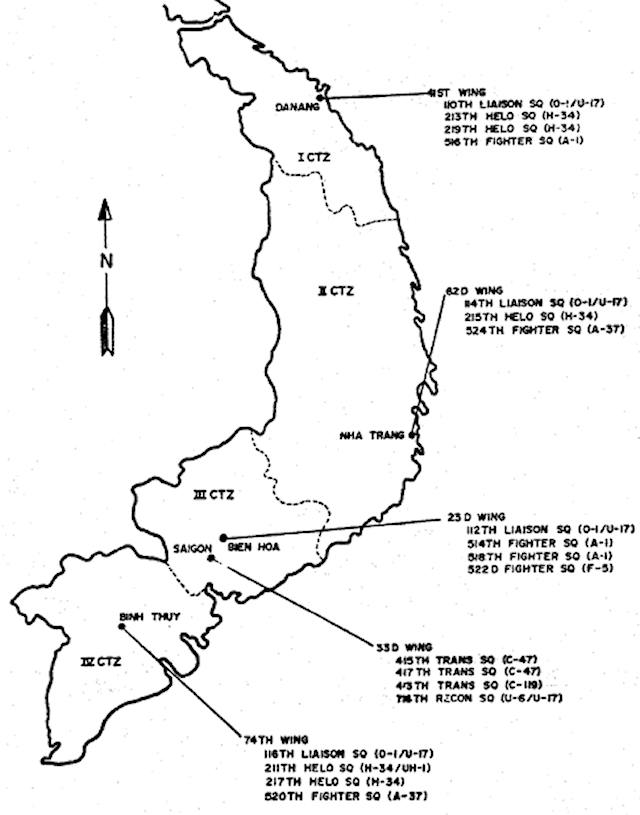 41ST WING
DANANG
110TH LIAISON SQ (O-1/U-17)
213TH HELO SQ (H-34)
219TH HELO SQ (H-34)
516TH FIGHTER SQ (A-1)
I CTZ
N
II CTZ
62D WING
114TH LIAISON SQ (O-1/U-17)
215TH HELO SQ (H-34)
524TH FIGHTER SQ (A-37)
NHA TRANG
III CTZ
23D WING
112TH LIAISON SQ (O-1/U-17)
514TH FIGHTER SQ (A-1)
518TH FIGHTER SQ (A-1)
522D FIGHTER SQ (F-5)
SAIGON
BIEN HOA
BINH THUY
33D WING
415TH TRANS SQ (C-47)
417TH TRANS SQ (C-47)
413TH TRANS SQ (C-119)
716TH RECON SQ (U-6/U-17)
IV CTZ
74TH WING
116TH LIAISON SQ (O-1/U-17)
211TH HELO SQ (H-34/UH-1)
217TH HELO SQ (H-34)
520TH FIGHTER SQ (A-37)